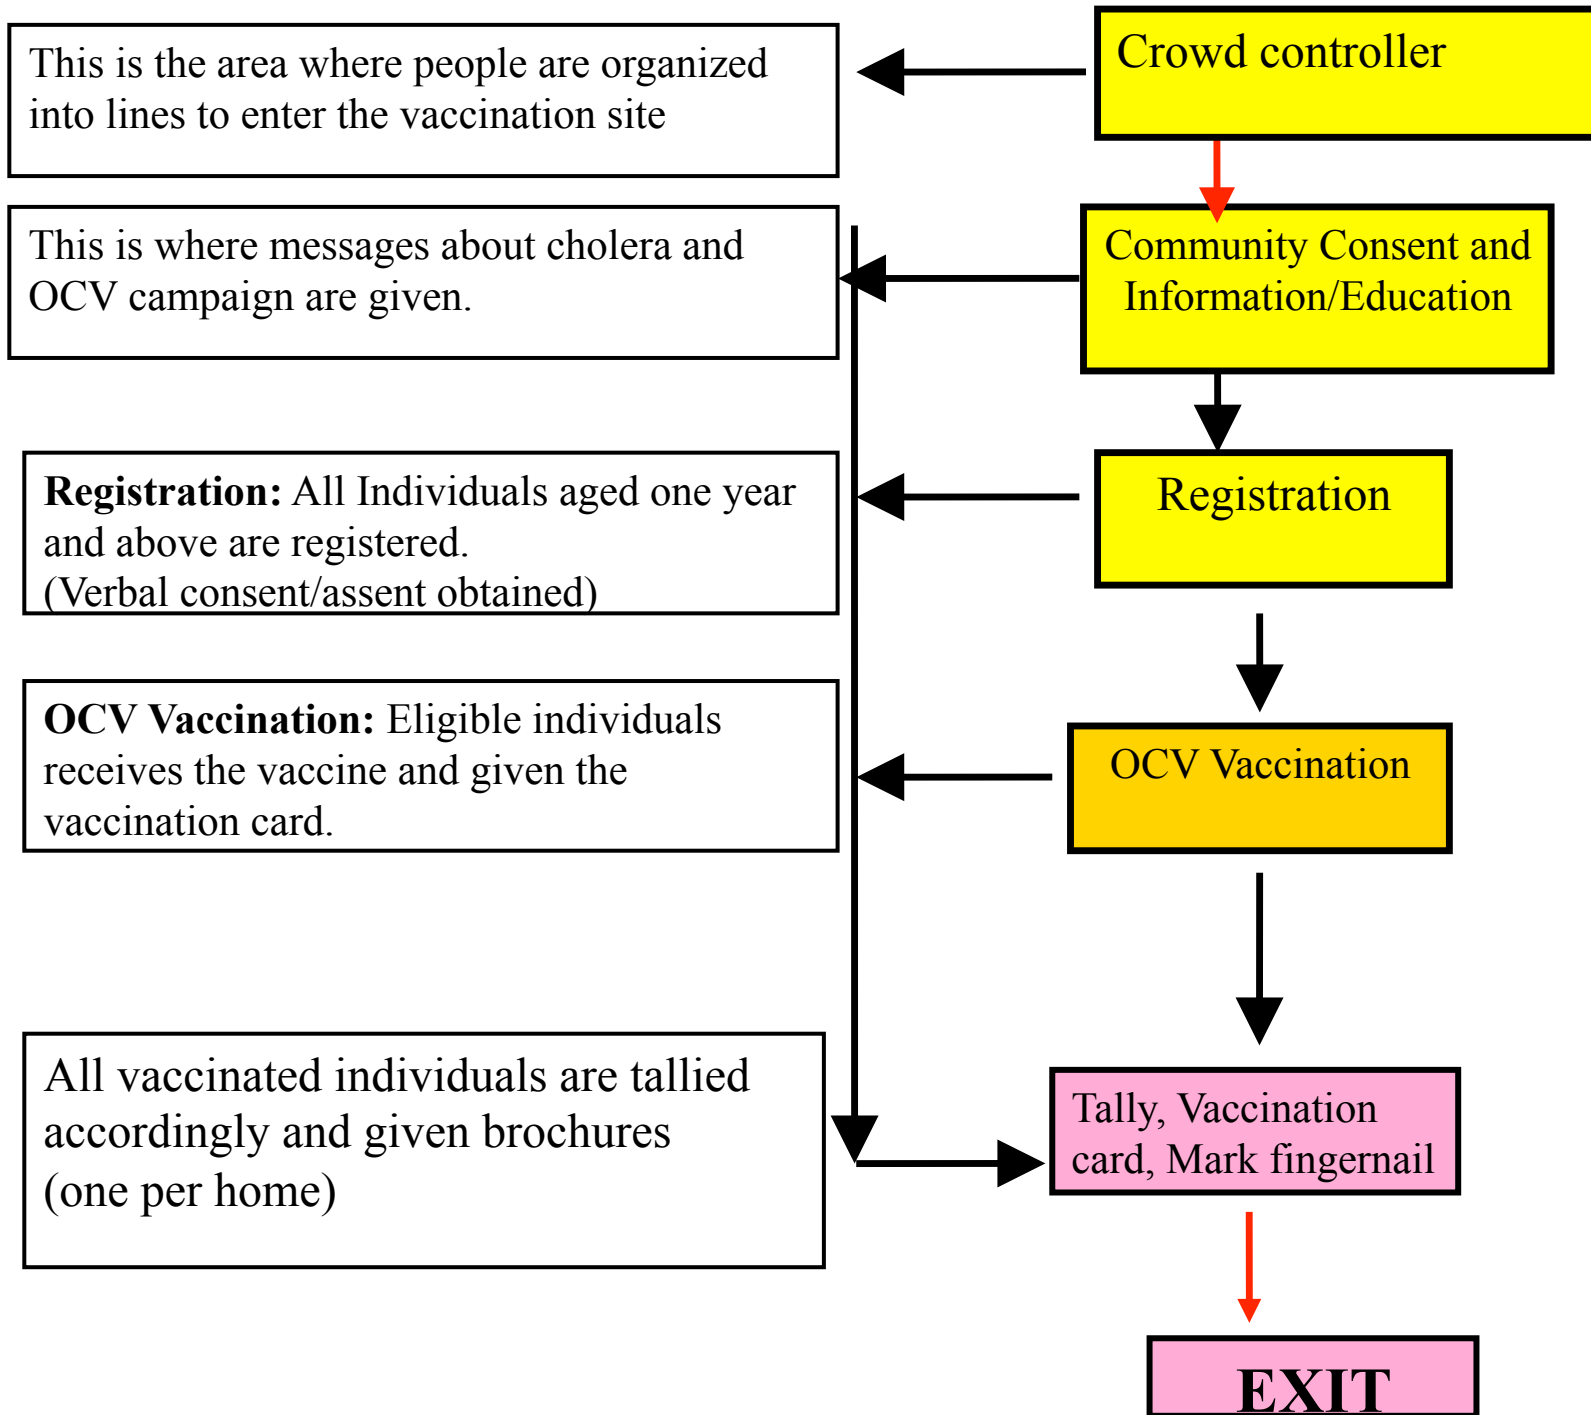 Crowd controller
This is the area where people are organized
into lines to enter the vaccination site
Community Consent and
Information/Education
This is where messages about cholera and
OCV campaign are given.
Registration
Registration: All Individuals aged one year
and above are registered.
(Verbal consent/assent obtained)
OCV Vaccination
OCV Vaccination: Eligible individuals
receives the vaccine and given the
vaccination card.
Tally, Vaccination
card, Mark fingernail
All vaccinated individuals are tallied
accordingly and given brochures
(one per home)
EXIT